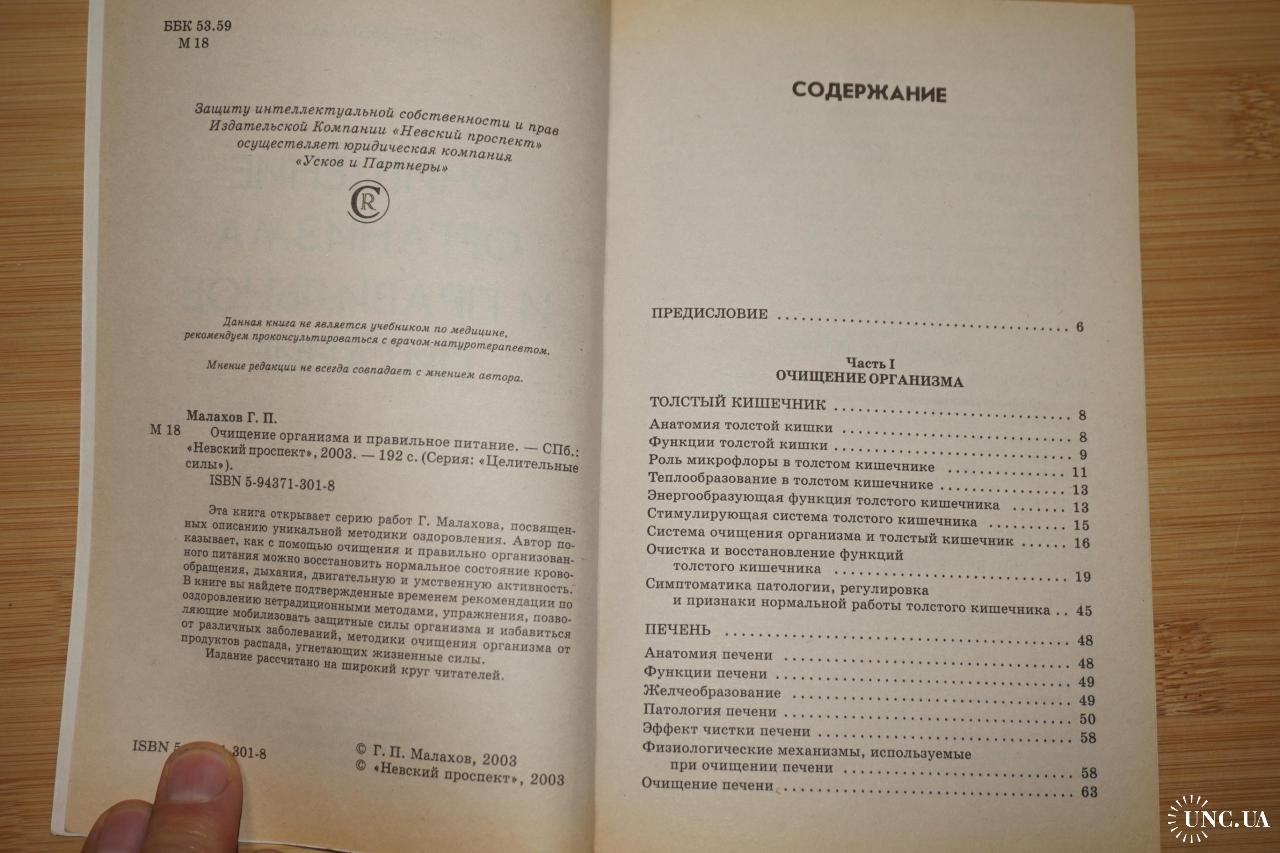 ББК 53.59
М 18
Защиту интеллектуальной собственности и прав
Издательской Компании «Невский проспект»
осуществляет юридическая компания
«Усков и Партнеры»
Данная книга не является учебником по медицине,
рекомендуем проконсультироваться с врачом-натуротерапевтом.
Мнение редакции не всегда совпадает с мнением автора.
Малахов Г. П.
М 18 Очищение организма и правильное питание. — СПб.:
«Невский проспект», 2003. — 192 с. (Серия: «Целительные
силы»).
ISBN 5-94371-301-8
Эта книга открывает серию работ Г. Малахова, посвящен-
ных описанию уникальной методики оздоровления. Автор по-
казывает, как с помощью очищения и правильно организован-
ного питания можно восстановить нормальное состояние крово-
обращения, дыхания, двигательную и умственную активность.
В книге вы найдете подтвержденные временем рекомендации по
оздоровлению нетрадиционными методами, упражнения, позво-
ляющие мобилизовать защитные силы организма и избавиться
от различных заболеваний, методики очищения организма от
продуктов распада, угнетающих жизненные силы.
Издание рассчитано на широкий круг читателей.
ISBN 5 301-8
© Г. П. Малахов, 2003
© «Невский проспект», 2003
СОДЕРЖАНИЕ
ПРЕДИСЛОВИЕ ........ 6
Часть I
ОЧИЩЕНИЕ ОРГАНИЗМА
ТОЛСТЫЙ КИШЕЧНИК ........ 8
Анатомия толстой кишки ........ 8
Функции толстой кишки ........ 9
Роль микрофлоры в толстом кишечнике ........ 11
Теплообразование в толстом кишечнике ........ 13
Энергообразующая функция толстого кишечника ........ 13
Стимулирующая система толстого кишечника ........ 15
Система очищения организма и толстый кишечник ...... 16
Очистка и восстановление функций
толстого кишечника ........ 19
Симптоматика патологии, регулировка
и признаки нормальной работы толстого кишечника .. 45
ПЕЧЕНЬ ........ 48
Анатомия печени ........ 48
Функции печени ........ 49
Желчеобразование ........ 49
Патология печени ........ 50
Эффект чистки печени ........ 58
Физиологические механизмы, используемые
при очищении печени ........ 58
Очищение печени ........ 63
UNC.UA